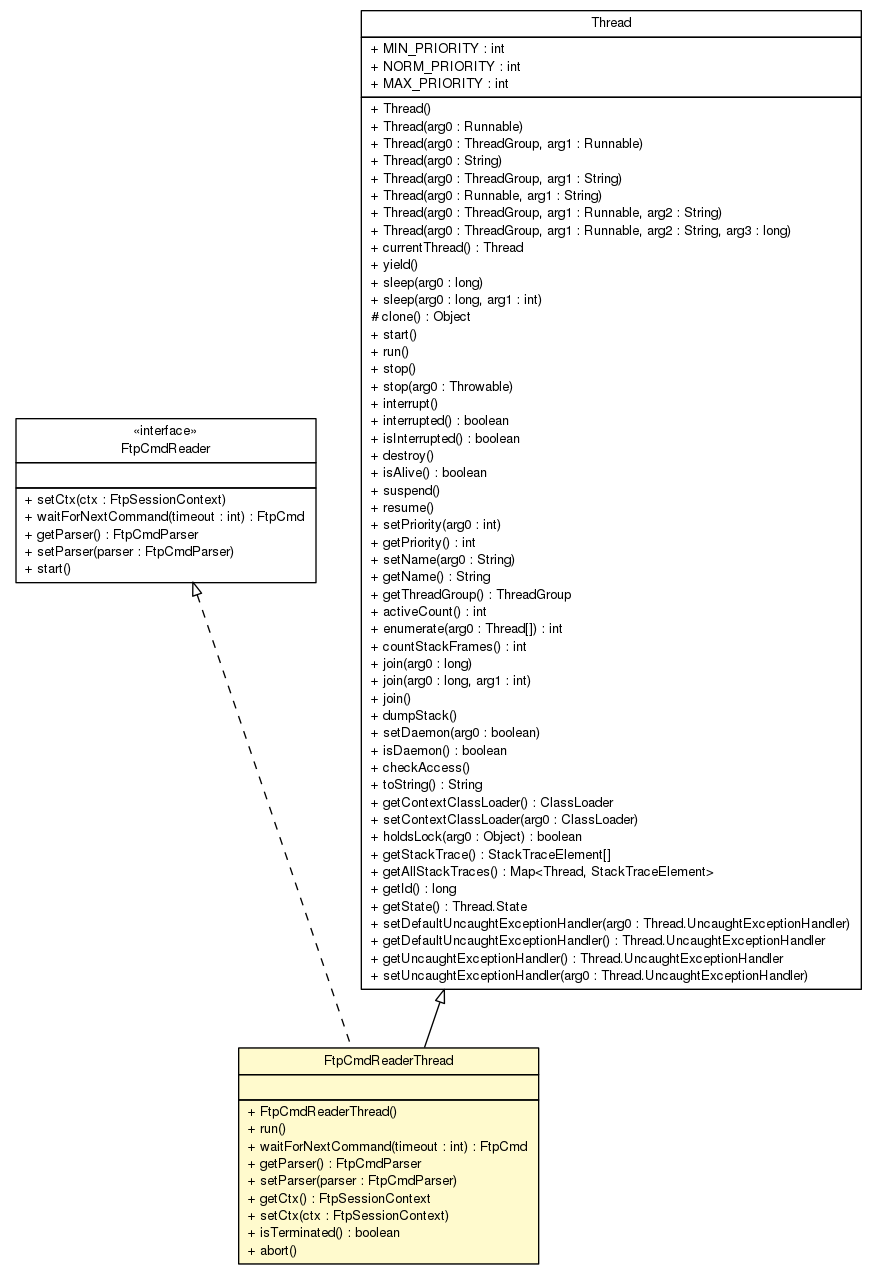 Thread
+ MIN_PRIORITY : int
+ NORM_PRIORITY : int
+ MAX_PRIORITY : int
+ Thread()
+ Thread(arg0 : Runnable)
+ Thread(arg0 : ThreadGroup, arg1 : Runnable)
+ Thread(arg0 : String)
+ Thread(arg0 : ThreadGroup, arg1 : String)
+ Thread(arg0 : Runnable, arg1 : String)
+ Thread(arg0 : ThreadGroup, arg1 : Runnable, arg2 : String)
+ Thread(arg0 : ThreadGroup, arg1 : Runnable, arg2 : String, arg3 : long)
+ currentThread() : Thread
+ yield()
+ sleep(arg0 : long)
+ sleep(arg0 : long, arg1 : int)
# clone() : Object
+ start()
+ run()
+ stop()
+ stop(arg0 : Throwable)
+ interrupt()
+ interrupted() : boolean
+ isInterrupted() : boolean
+ destroy()
+ isAlive() : boolean
+ suspend()
+ resume()
+ setPriority(arg0 : int)
+ getPriority() : int
+ setName(arg0 : String)
+ getName() : String
+ getThreadGroup() : ThreadGroup
+ activeCount() : int
+ enumerate(arg0 : Thread[]) : int
+ countStackFrames() : int
+ join(arg0 : long)
+ join(arg0 : long, arg1 : int)
+ join()
+ dumpStack()
+ setDaemon(arg0 : boolean)
+ isDaemon() : boolean
+ checkAccess()
+ toString() : String
+ getContextClassLoader() : ClassLoader
+ setContextClassLoader(arg0 : ClassLoader)
+ holdsLock(arg0 : Object) : boolean
+ getStackTrace() : StackTraceElement[]
+ getAllStackTraces() : Map<Thread, StackTraceElement>
+ getId() : long
+ getState() : Thread.State
+ setDefaultUncaughtExceptionHandler(arg0 : Thread.UncaughtExceptionHandler)
+ getDefaultUncaughtExceptionHandler() : Thread.UncaughtExceptionHandler
+ getUncaughtExceptionHandler() : Thread.UncaughtExceptionHandler
+ setUncaughtExceptionHandler(arg0 : Thread.UncaughtExceptionHandler)
«interface»
FtpCmdReader
+ setCtx(ctx : FtpSessionContext)
+ waitForNextCommand(timeout : int) : FtpCmd
+ getParser() : FtpCmdParser
+ setParser(parser : FtpCmdParser)
+ start()
FtpCmdReaderThread
+ FtpCmdReaderThread()
+ run()
+ waitForNextCommand(timeout : int) : FtpCmd
+ getParser() : FtpCmdParser
+ setParser(parser : FtpCmdParser)
+ getCtx() : FtpSessionContext
+ setCtx(ctx : FtpSessionContext)
+ isTerminated() : boolean
+ abort()